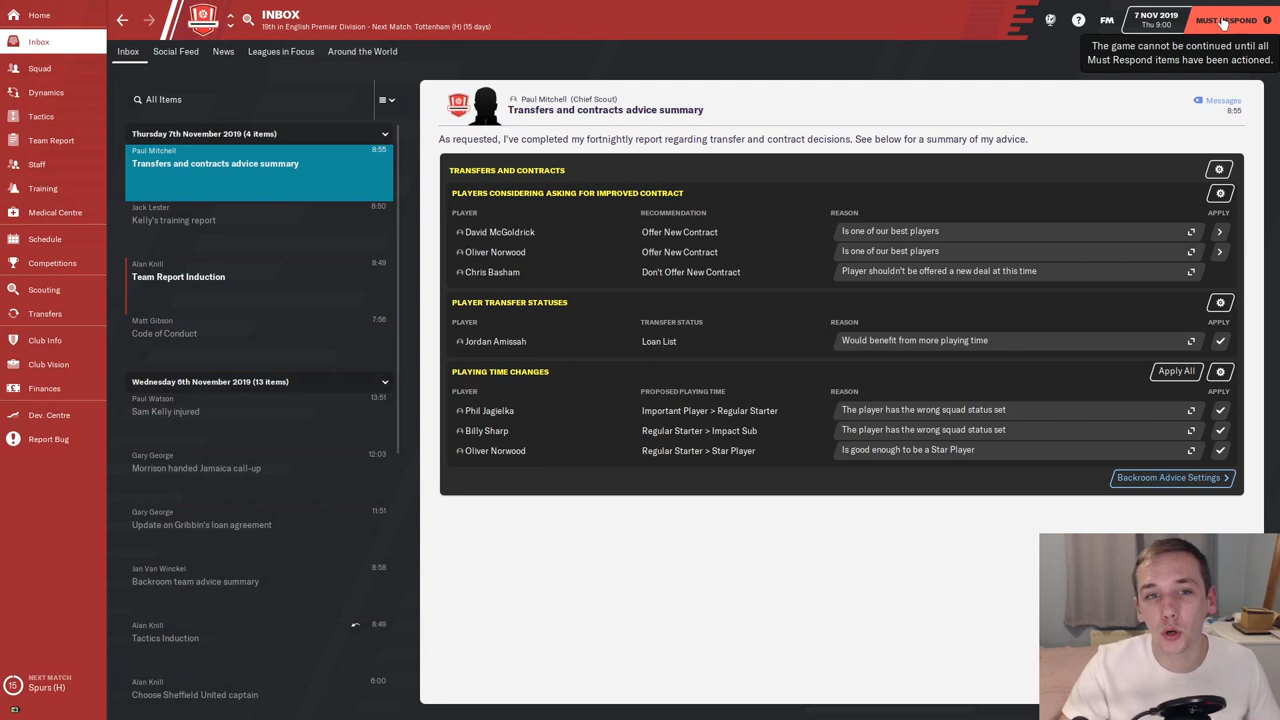 Home
Inbox
Squad
Dynamics
Tactics
Team Report
Staff
Training
Medical Centre
Schedule
Competitions
Scouting
Transfers
Club Info
Club Vision
Finances
Dev. Centre
Report Bug
15
NEXT MATCH
Spurs (H)
INBOX
19th in English Premier Division - Next Match: Tottenham (H) (15 days)
?
FM
7 NOV 2019
Thu 9:00
MUST RESPOND
The game cannot be continued until all
Must Respond items have been actioned.
Inbox Social Feed News Leagues in Focus Around the World
All Items
Thursday 7th November 2019 (4 items)
Paul Mitchell 8:55
Transfers and contracts advice summary
Jack Lester 8:50
Kelly's training report
Alan Knill 8:49
Team Report Induction
Matt Gibson 7:56
Code of Conduct
Wednesday 6th November 2019 (13 items)
Paul Watson 13:51
Sam Kelly injured
Gary George 12:03
Morrison handed Jamaica call-up
Gary George 11:51
Update on Gribbin's loan agreement
Jan Van Winckel 8:58
Backroom team advice summary
Alan Knill 8:49
Tactics Induction
Alan Knill 6:00
Choose Sheffield United captain
Paul Mitchell (Chief Scout)
Transfers and contracts advice summary
Messages
8:55
As requested, I've completed my fortnightly report regarding transfer and contract decisions. See below for a summary of my advice.
TRANSFERS AND CONTRACTS
PLAYERS CONSIDERING ASKING FOR IMPROVED CONTRACT
PLAYER RECOMMENDATION REASON APPLY
David McGoldrick Offer New Contract Is one of our best players
Oliver Norwood Offer New Contract Is one of our best players
Chris Basham Don't Offer New Contract Player shouldn't be offered a new deal at this time
PLAYER TRANSFER STATUSES
PLAYER TRANSFER STATUS REASON APPLY
Jordan Amissah Loan List Would benefit from more playing time
PLAYING TIME CHANGES Apply All
PLAYER PROPOSED PLAYING TIME REASON APPLY
Phil Jagielka Important Player > Regular Starter The player has the wrong squad status set
Billy Sharp Regular Starter > Impact Sub The player has the wrong squad status set
Oliver Norwood Regular Starter > Star Player Is good enough to be a Star Player
Backroom Advice Settings >